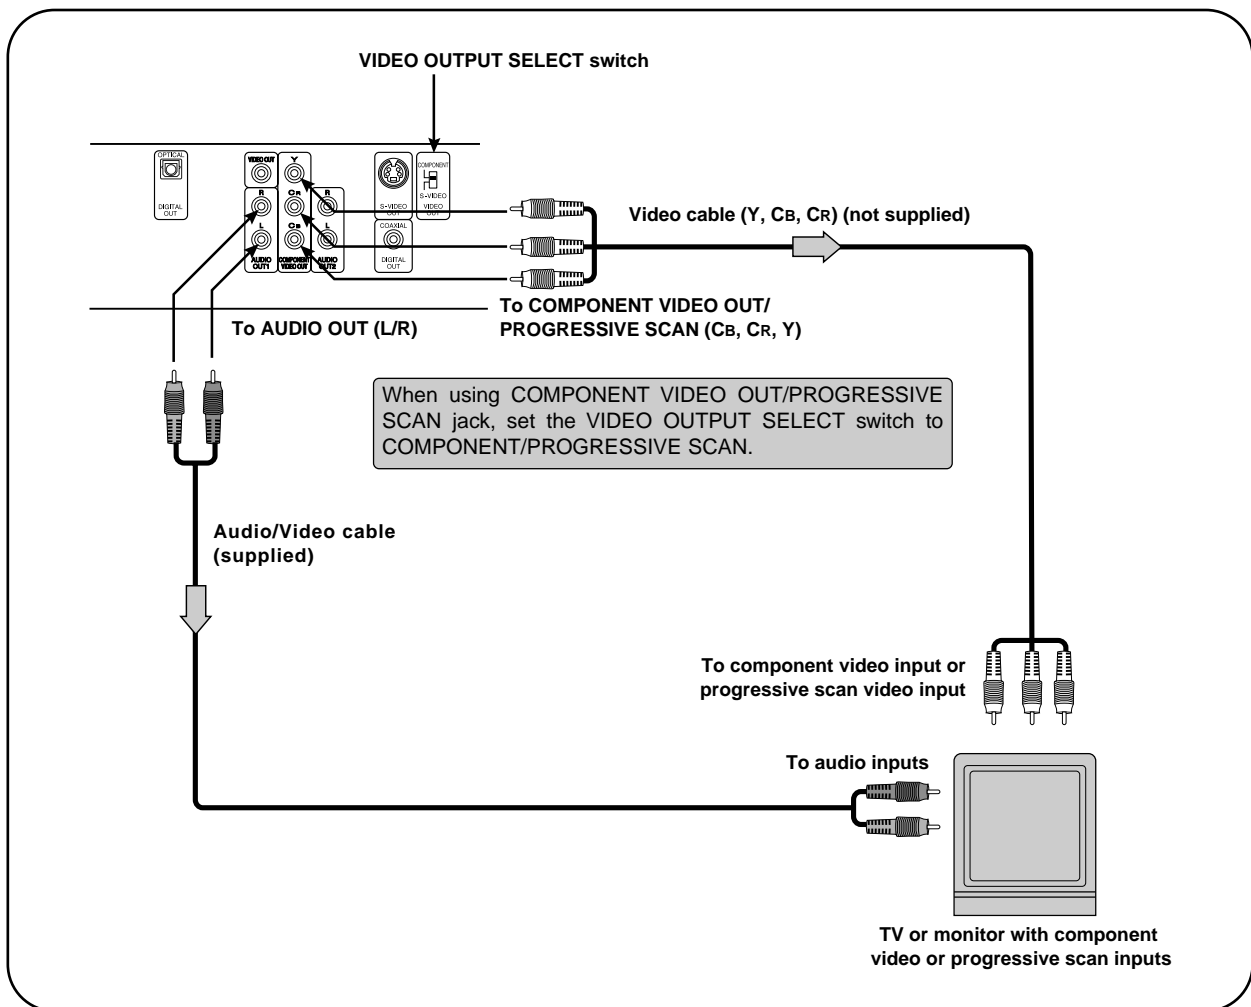 VIDEO OUTPUT SELECT switch
OPTICAL
DIGITAL
OUT
VIDEO OUT
Y
R
CR
R
L
CB
L
AUDIO
OUT1
COMPONENT
VIDEO OUT
AUDIO
OUT2
S-VIDEO
OUT
COAXIAL
DIGITAL
OUT
COMPONENT
S-VIDEO
VIDEO
OUT
Video cable (Y, CB, CR) (not supplied)
To COMPONENT VIDEO OUT/
PROGRESSIVE SCAN (CB, CR, Y)
To AUDIO OUT (L/R)
When using COMPONENT VIDEO OUT/PROGRESSIVE
SCAN jack, set the VIDEO OUTPUT SELECT switch to
COMPONENT/PROGRESSIVE SCAN.
Audio/Video cable
(supplied)
To component video input or
progressive scan video input
To audio inputs
TV or monitor with component
video or progressive scan inputs